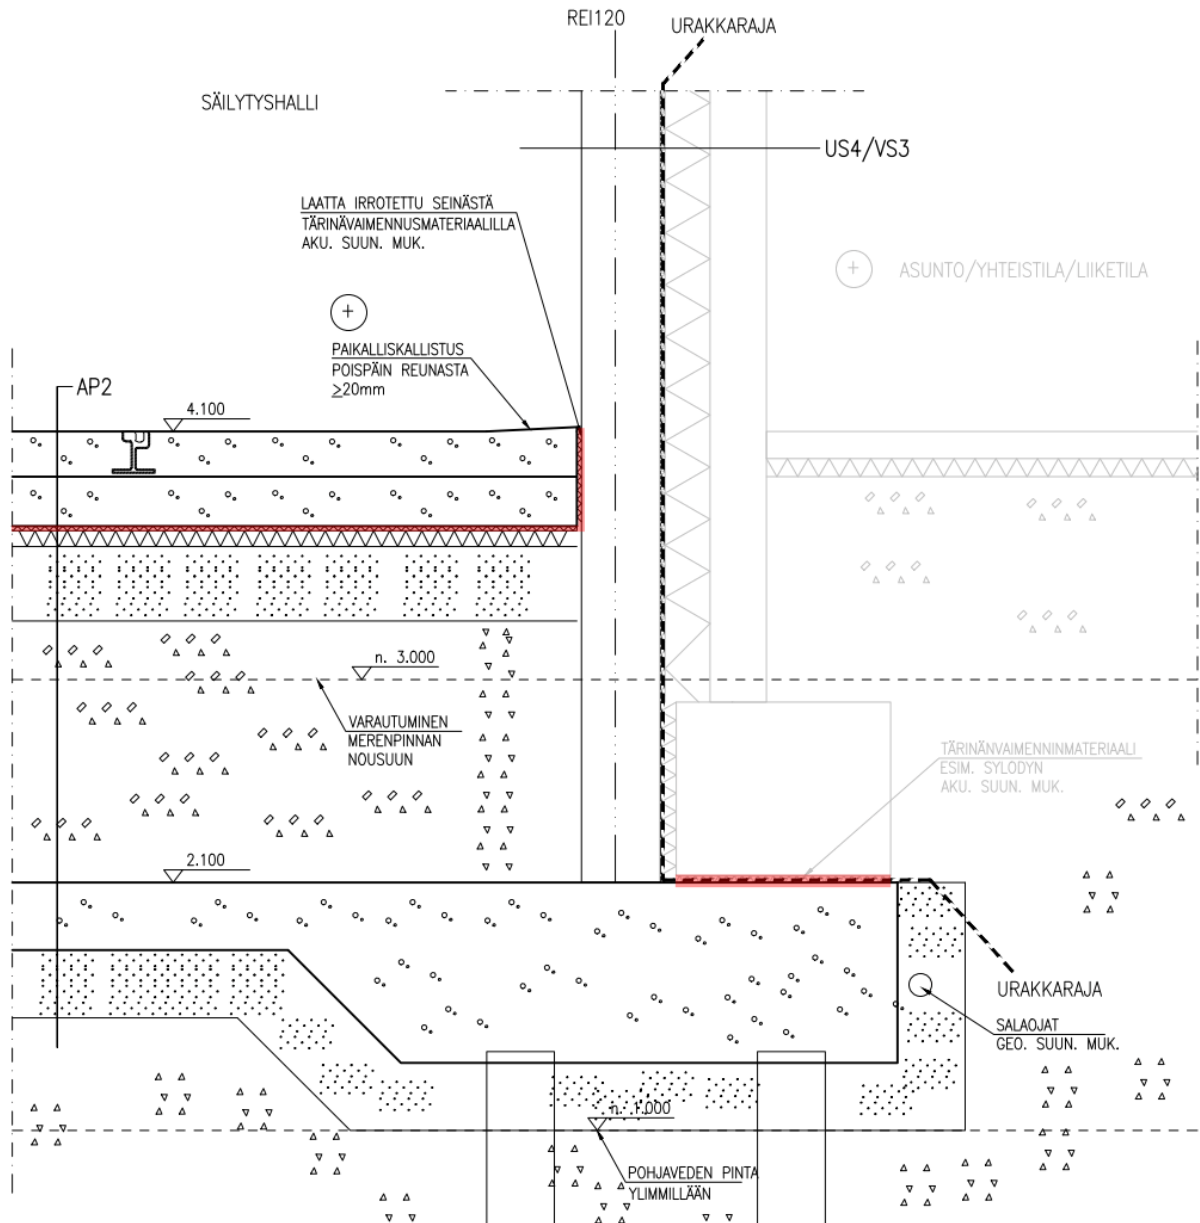 REI120
URAKKARAJA
SÄILYTYSHALLI
US4/VS3
LAATTA IRROTETTU SEINÄSTÄ
TÄRINÄVAIMENNUSMATERIAALILLA
AKU. SUUN. MUK.
ASUNTO/YHTEISTILA/LIIKETILA
PAIKALLISKALLISTUS
POISPÄIN REUNASTA
≥20mm
AP2
4.100
n. 3.000
VARAUTUMINEN
MERENPINNAN
NOUSUUN
TÄRINÄNVAIMENNINMATERIAALI
ESIM. SYLODYN
AKU. SUUN. MUK.
2.100
URAKKARAJA
SALAOJAT
GEO. SUUN. MUK.
n. 1.000
POHJAVEDEN PINTA
YLIMMILLÄÄN